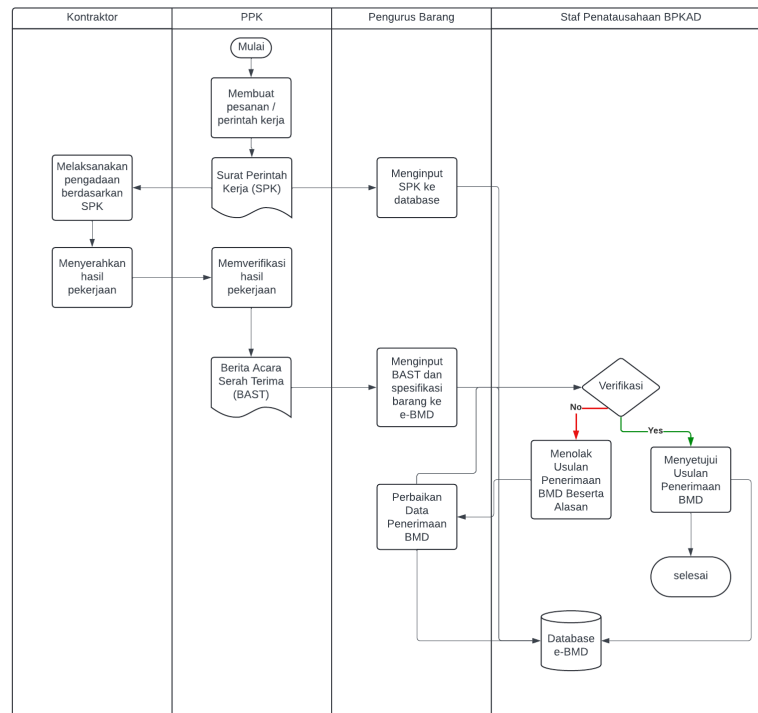 Kontraktor
PPK
Pengurus Barang
Staf Penatausahaan BPKAD
Mulai
Membuat
pesanan /
perintah kerja
Melaksanakan
pengadaan
berdasarkan
SPK
Surat Perintah
Kerja (SPK)
Menginput
SPK ke
database
Menyerahkan
hasil
pekerjaan
Memverifikasi
hasil
pekerjaan
Berita Acara
Serah Terima
(BAST)
Menginput
BAST dan
spesifikasi
barang ke
e-BMD
Verifikasi
No
Yes
Menolak
Usulan
Penerimaan
BMD Beserta
Alasan
Menyetujui
Usulan
Penerimaan
BMD
Perbaikan
Data
Penerimaan
BMD
selesai
Database
e-BMD